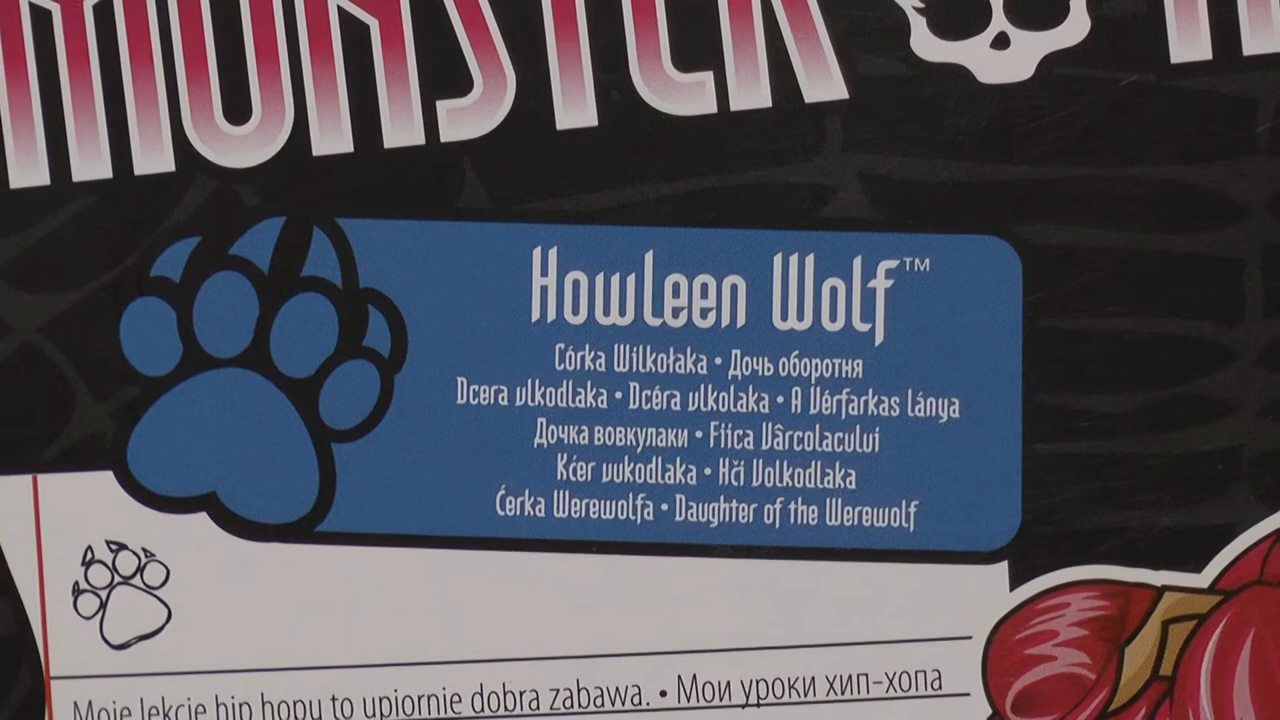 MONSTER
Howleen Wolf™
Córka Wilkołaka • Дочь оборотня
Dcera vlkodlaka • Dcéra vlkolaka • A Vérfarkas lánya
Дочка вовкулаки • Fiica Vârcolacului
Kćer vukodlaka • Hči Volkodlaka
Ćerka Werewolfa • Daughter of the Werewolf
Moje lekcje hip hopu to upiornie dobra zabawa. • Мои уроки хип-хопа